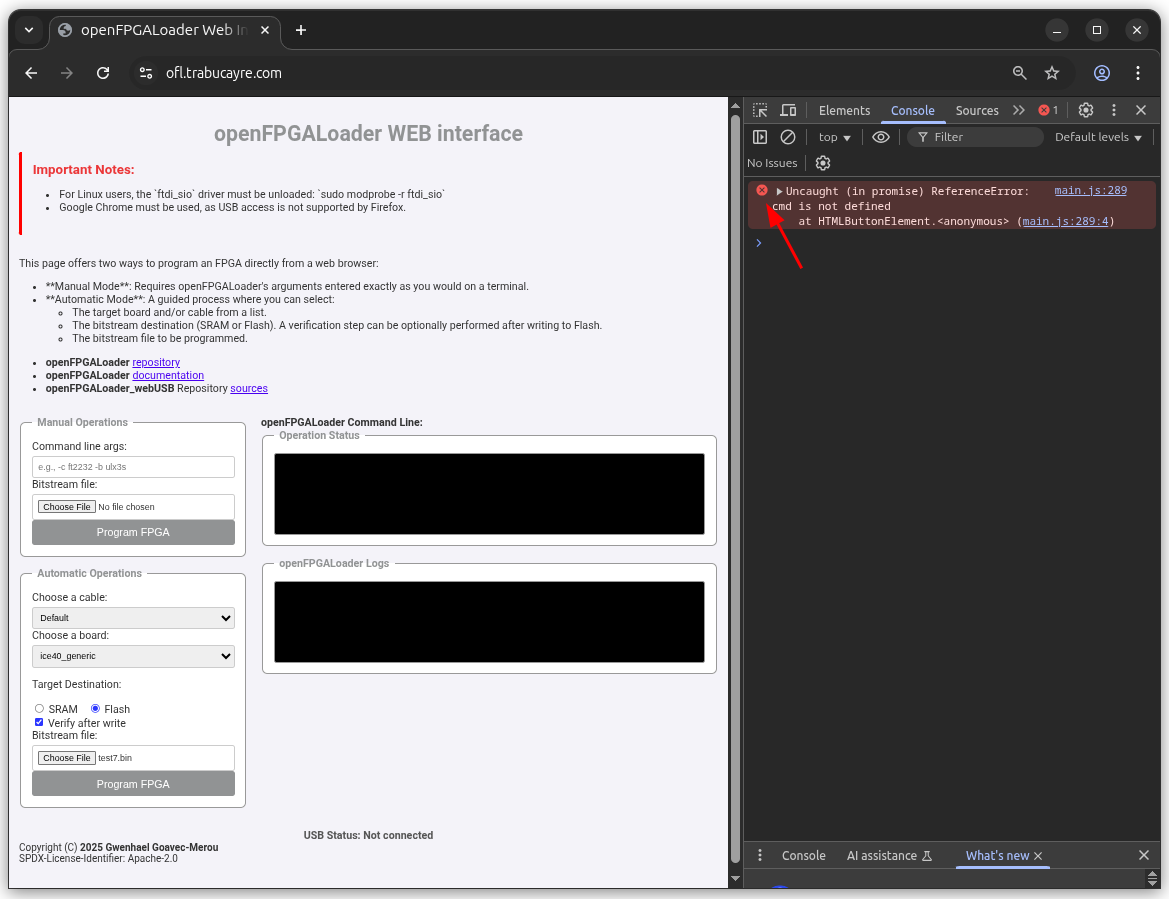 openFPGALoader Web In
ofl.trabucayre.com
openFPGALoader WEB interface
Important Notes:
• For Linux users, the `ftdi_sio` driver must be unloaded: `sudo modprobe -r ftdi_sio`
• Google Chrome must be used, as USB access is not supported by Firefox.
This page offers two ways to program an FPGA directly from a web browser:
• **Manual Mode**: Requires openFPGALoader's arguments entered exactly as you would on a terminal.
• **Automatic Mode**: A guided process where you can select:
◦ The target board and/or cable from a list.
◦ The bitstream destination (SRAM or Flash). A verification step can be optionally performed after writing to Flash.
◦ The bitstream file to be programmed.
• openFPGALoader repository
• openFPGALoader documentation
• openFPGALoader_webUSB Repository sources
Manual Operations
Command line args:
e.g., -c ft2232 -b ulx3s
Bitstream file:
Choose File No file chosen
Program FPGA
Automatic Operations
Choose a cable:
Default
Choose a board:
ice40_generic
Target Destination:
SRAM Flash
Verify after write
Bitstream file:
Choose File test7.bin
Program FPGA
openFPGALoader Command Line:
Operation Status
openFPGALoader Logs
USB Status: Not connected
Copyright (C) 2025 Gwenhael Goavec-Merou
SPDX-License-Identifier: Apache-2.0
Elements Console Sources 1
top Filter Default levels
No Issues
Uncaught (in promise) ReferenceError: main.js:289
cmd is not defined
at HTMLButtonElement.<anonymous> (main.js:289:4)
Console AI assistance What's new